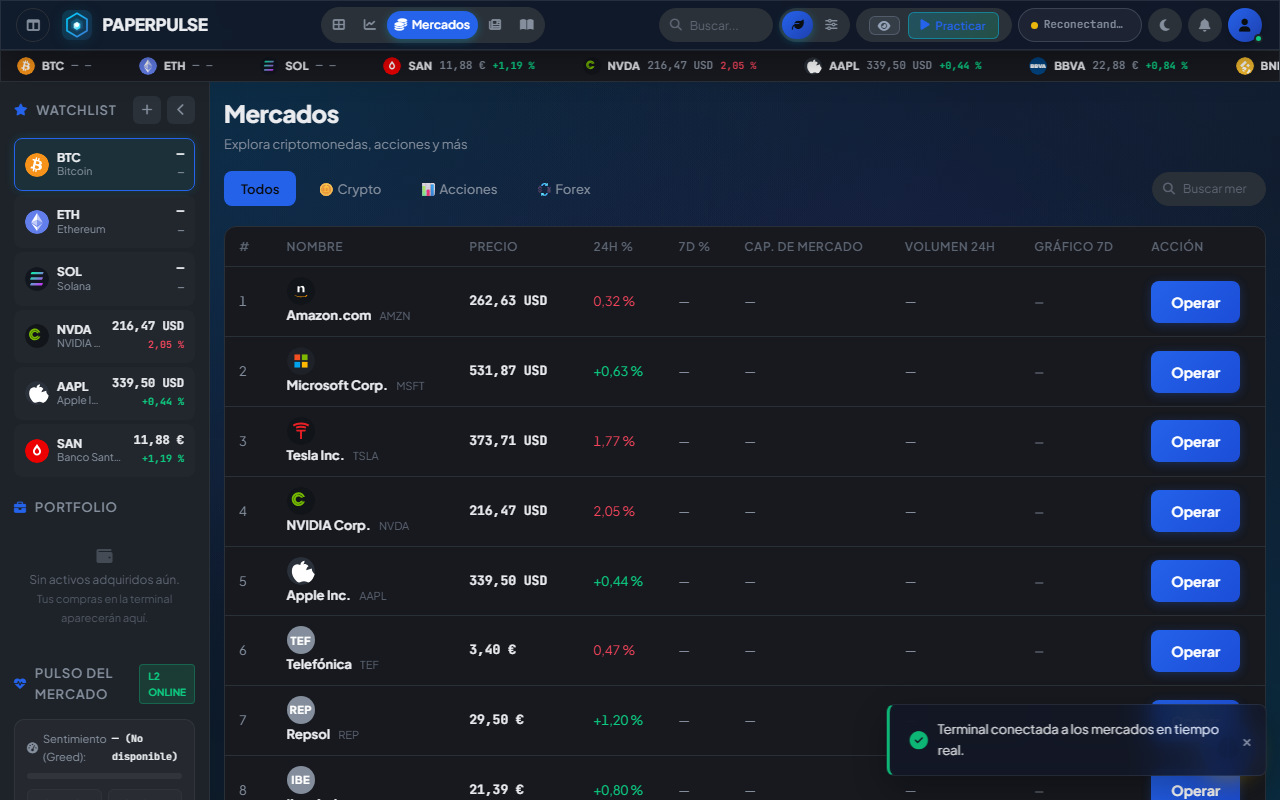 PAPERPULSE
Mercados
Buscar...
Practicar
Reconectand…
BTC — —
ETH — —
SOL — —
SAN 11,88 € +1,19 %
NVDA 216,47 USD 2,05 %
AAPL 339,50 USD +0,44 %
BBVA 22,88 € +0,84 %
WATCHLIST
BTC —
Bitcoin —
ETH —
Ethereum —
SOL —
Solana —
NVDA 216,47 USD
NVIDIA ... 2,05 %
AAPL 339,50 USD
Apple I... +0,44 %
SAN 11,88 €
Banco Sant... +1,19 %
PORTFOLIO
Sin activos adquiridos aún.
Tus compras en la terminal
aparecerán aquí.
PULSO DEL
MERCADO
L2
ONLINE
Sentimiento — (No
(Greed): disponible)
Mercados
Explora criptomonedas, acciones y más
Todos
Crypto
Acciones
Forex
Buscar mer
# NOMBRE PRECIO 24H % 7D % CAP. DE MERCADO VOLUMEN 24H GRÁFICO 7D ACCIÓN
1 Amazon.com AMZN 262,63 USD 0,32 % — — — — Operar
2 Microsoft Corp. MSFT 531,87 USD +0,63 % — — — — Operar
3 Tesla Inc. TSLA 373,71 USD 1,77 % — — — — Operar
4 NVIDIA Corp. NVDA 216,47 USD 2,05 % — — — — Operar
5 Apple Inc. AAPL 339,50 USD +0,44 % — — — — Operar
6 TEF Telefónica TEF 3,40 € 0,47 % — — — — Operar
7 REP Repsol REP 29,50 € +1,20 % — —
8 IBE 21,39 € +0,80 % — — Operar
Terminal conectada a los mercados en tiempo
real.
×